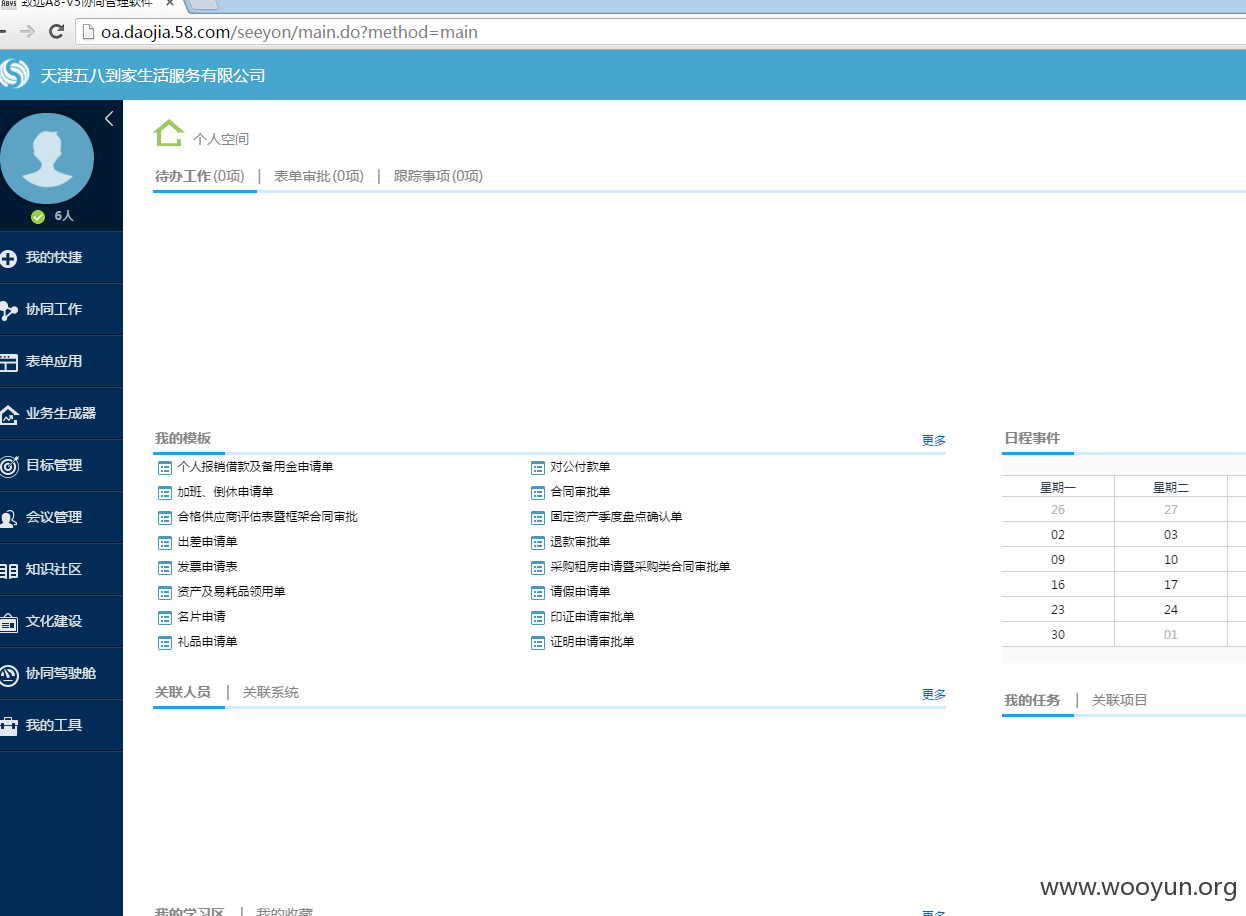 致远A8-V5协同管理软件
oa.daojia.58.com/seeyon/main.do?method=main
天津五八到家生活服务有限公司
6人
我的快捷
协同工作
表单应用
业务生成器
目标管理
会议管理
知识社区
文化建设
协同驾驶舱
我的工具
个人空间
待办工作(0项) | 表单审批(0项) | 跟踪事项(0项)
我的模板 更多
个人报销借款及备用金申请单 对公付款单
加班、倒休申请单 合同审批单
合格供应商评估表暨框架合同审批 固定资产季度盘点确认单
出差申请单 退款审批单
发票申请表 采购租房申请暨采购类合同审批单
资产及易耗品领用单 请假申请单
名片申请 印证申请审批单
礼品申请单 证明申请审批单
日程事件
星期一 星期二
26 27
02 03
09 10
16 17
23 24
30 01
关联人员 | 关联系统 更多
我的任务 | 关联项目
我的学习区 | 我的收藏 更多
www.wooyun.org